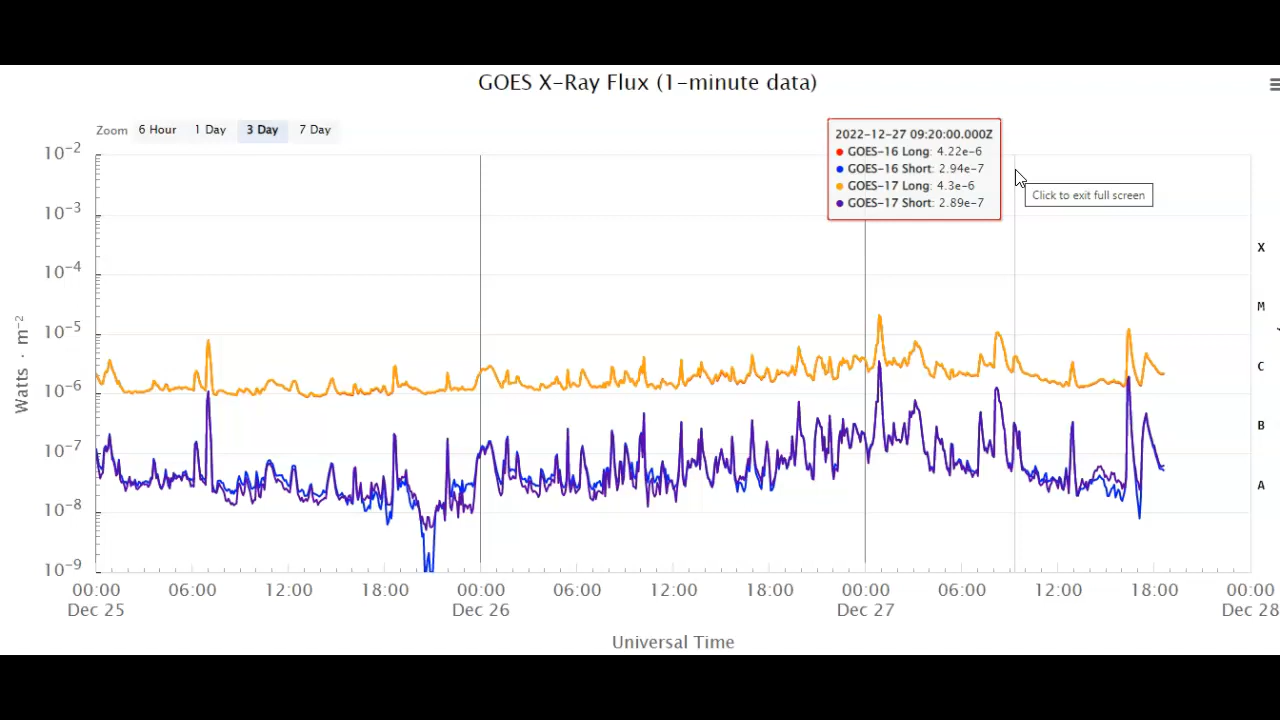 GOES X-Ray Flux (1-minute data)
Zoom 6 Hour 1 Day 3 Day 7 Day
2022-12-27 09:20:00.000Z
GOES-16 Long: 4.22e-6
GOES-16 Short: 2.94e-7
GOES-17 Long: 4.3e-6
GOES-17 Short: 2.89e-7
Click to exit full screen
10⁻²
10⁻³
10⁻⁴
10⁻⁵
10⁻⁶
10⁻⁷
10⁻⁸
10⁻⁹
Watts · m⁻²
X
M
C
B
A
00:00 06:00 12:00 18:00 00:00 06:00 12:00 18:00 00:00 06:00 12:00 18:00 00:00
Dec 25 Dec 26 Dec 27 Dec 28
Universal Time